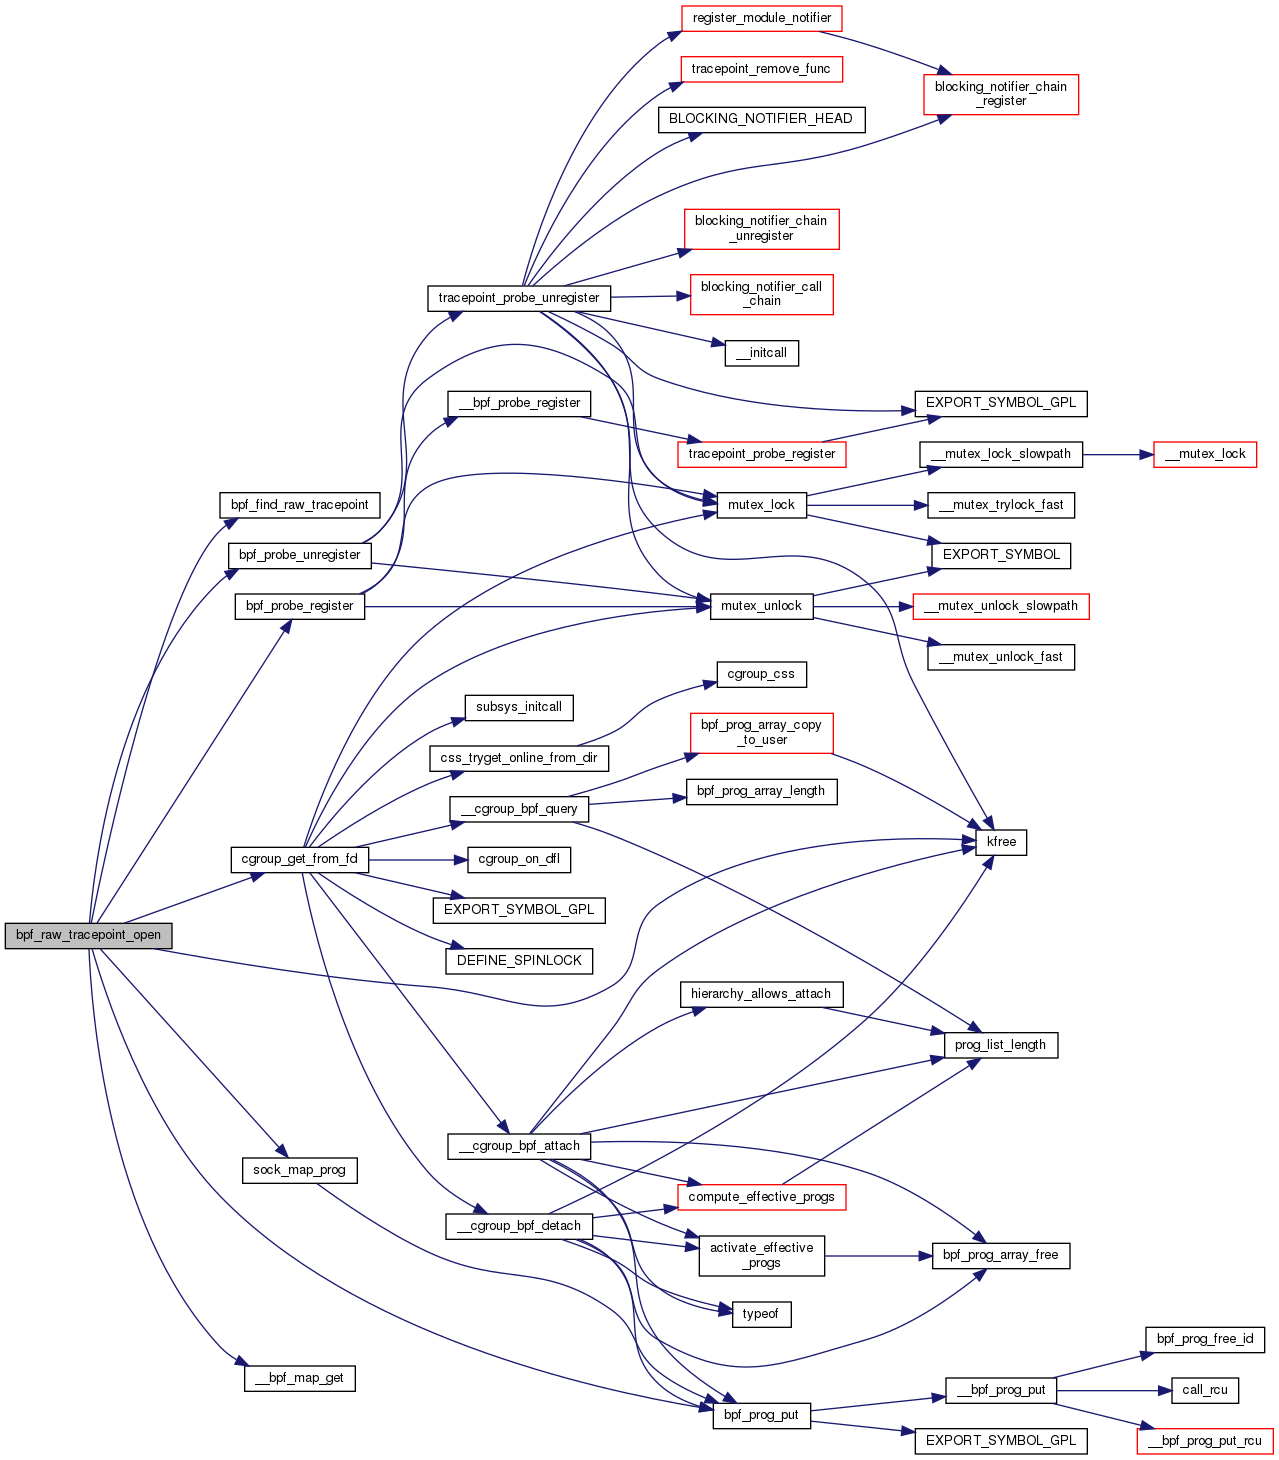 register_module_notifier
tracepoint_remove_func
blocking_notifier_chain
_register
BLOCKING_NOTIFIER_HEAD
blocking_notifier_chain
_unregister
blocking_notifier_call
_chain
tracepoint_probe_unregister
__initcall
__bpf_probe_register
EXPORT_SYMBOL_GPL
tracepoint_probe_register
__mutex_lock_slowpath
__mutex_lock
bpf_find_raw_tracepoint
mutex_lock
__mutex_trylock_fast
bpf_probe_unregister
EXPORT_SYMBOL
bpf_probe_register
mutex_unlock
__mutex_unlock_slowpath
__mutex_unlock_fast
cgroup_css
subsys_initcall
bpf_prog_array_copy
_to_user
css_tryget_online_from_dir
bpf_prog_array_length
__cgroup_bpf_query
kfree
cgroup_get_from_fd
cgroup_on_dfl
EXPORT_SYMBOL_GPL
bpf_raw_tracepoint_open
DEFINE_SPINLOCK
hierarchy_allows_attach
prog_list_length
__cgroup_bpf_attach
sock_map_prog
compute_effective_progs
__cgroup_bpf_detach
activate_effective
_progs
bpf_prog_array_free
typeof
bpf_prog_free_id
__bpf_map_get
__bpf_prog_put
call_rcu
bpf_prog_put
EXPORT_SYMBOL_GPL
__bpf_prog_put_rcu